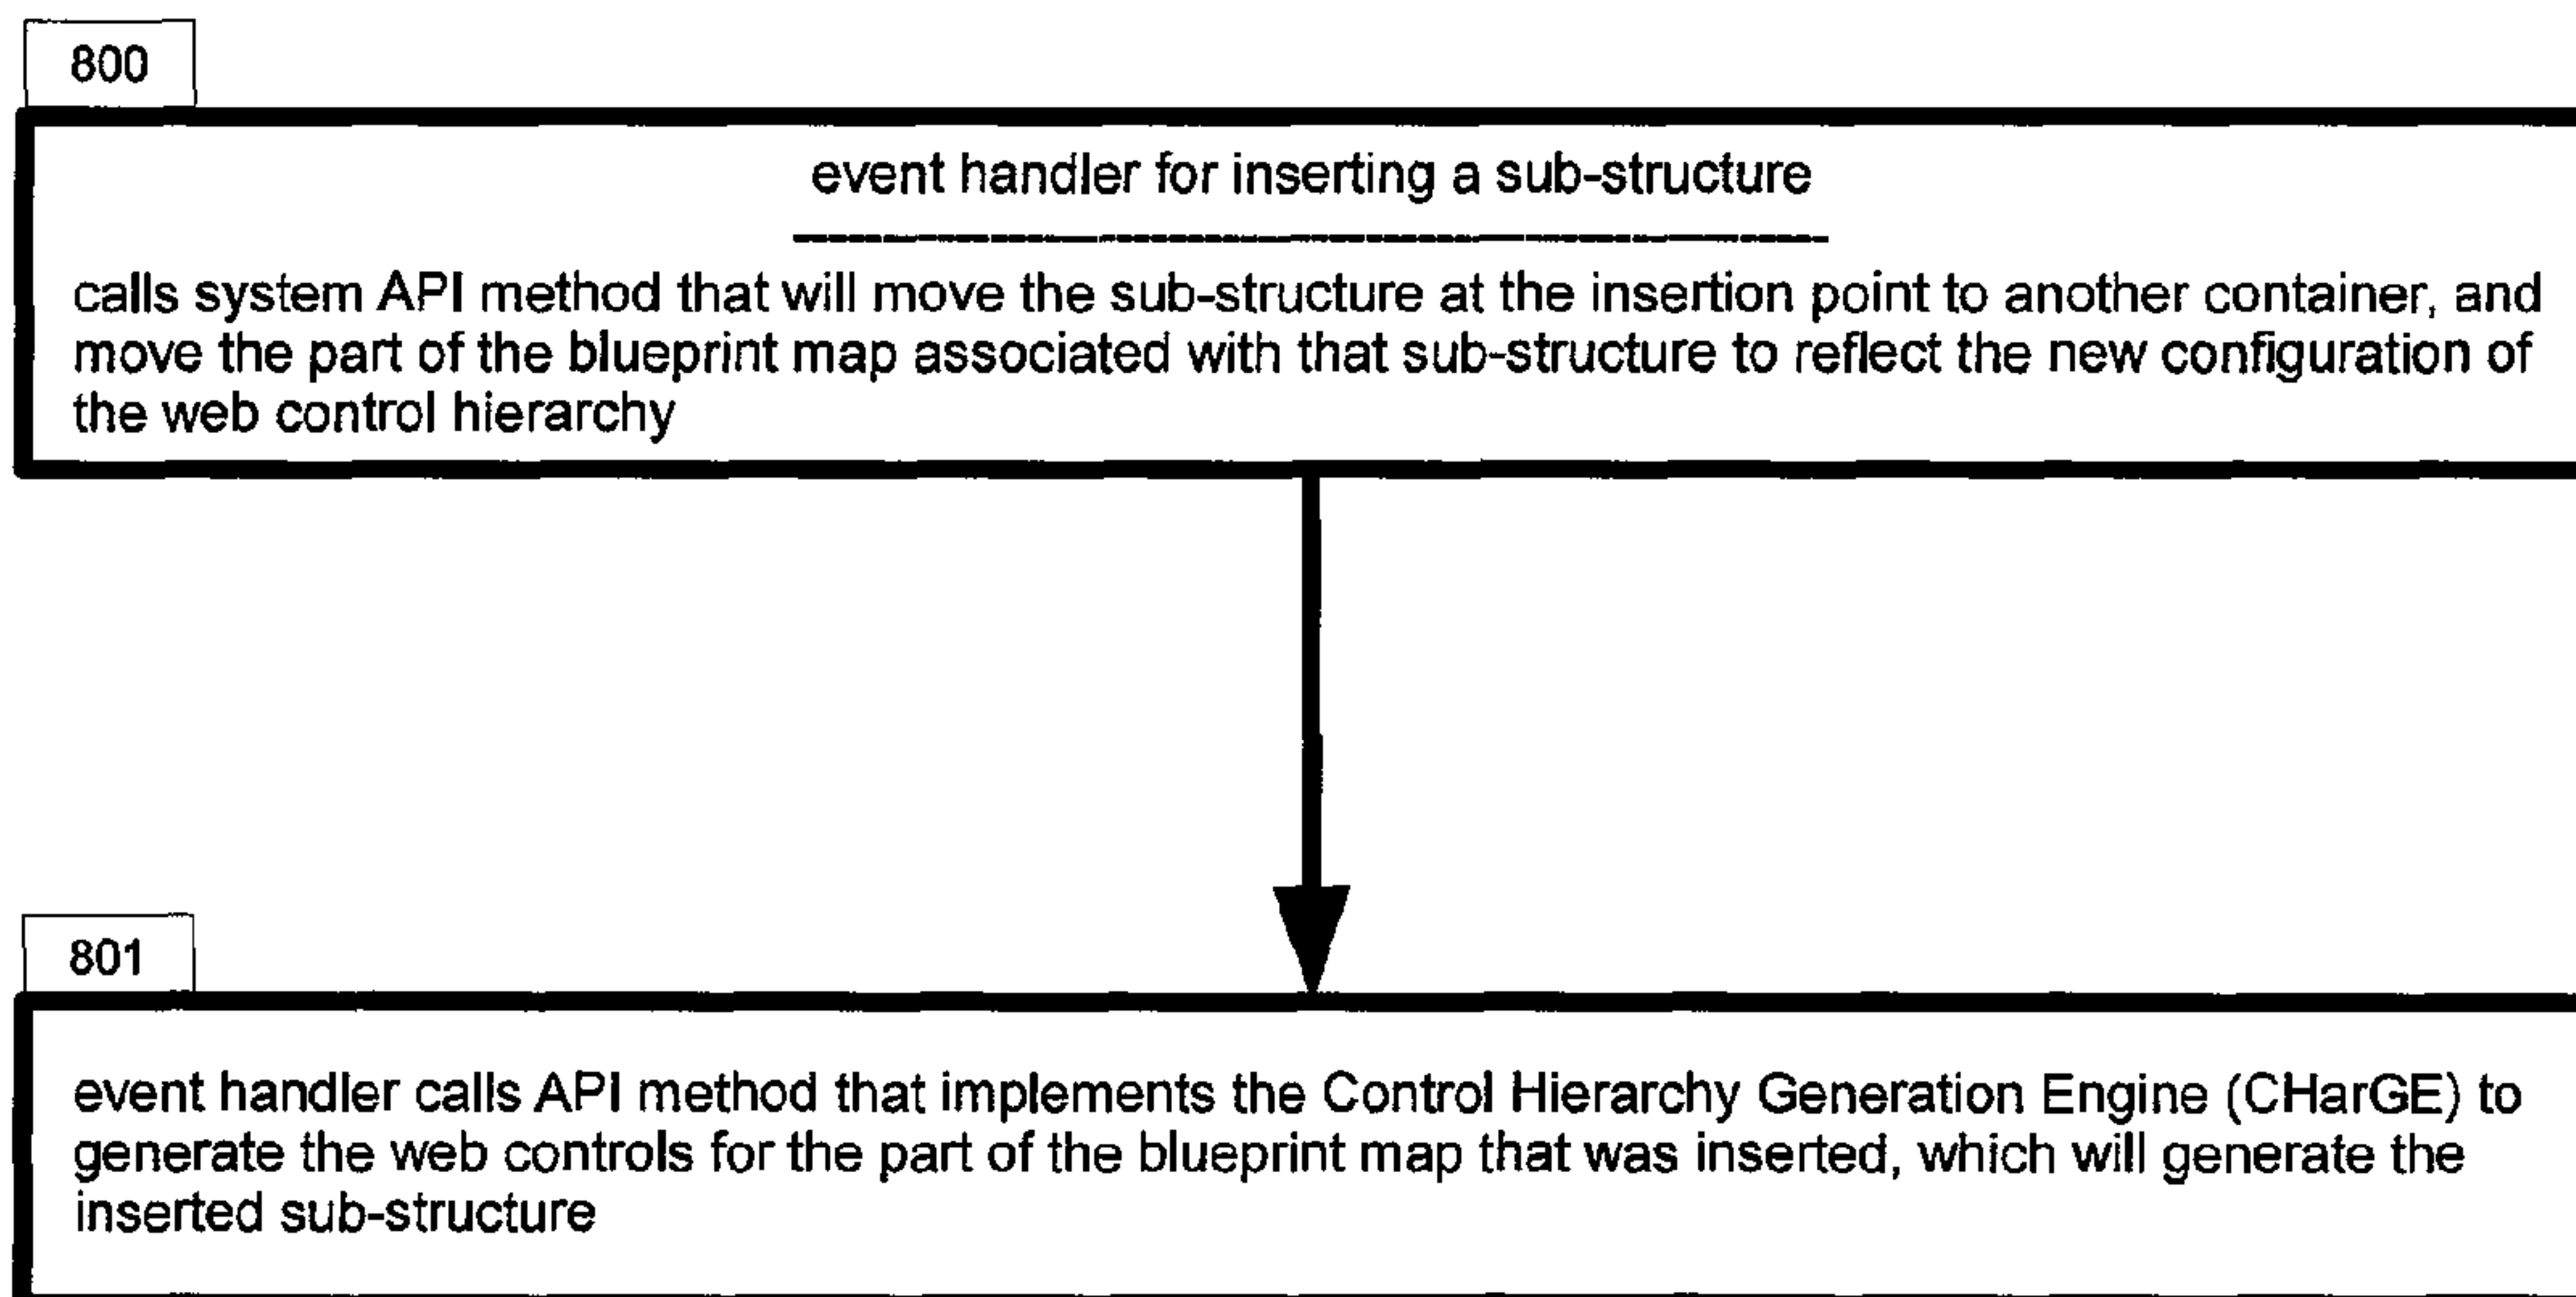 800
event handler for inserting a sub-structure
calls system API method that will move the sub-structure at the insertion point to another container, and
move the part of the blueprint map associated with that sub-structure to reflect the new configuration of
the web control hierarchy
801
event handler calls API method that implements the Control Hierarchy Generation Engine (CHarGE) to
generate the web controls for the part of the blueprint map that was inserted, which will generate the
inserted sub-structure